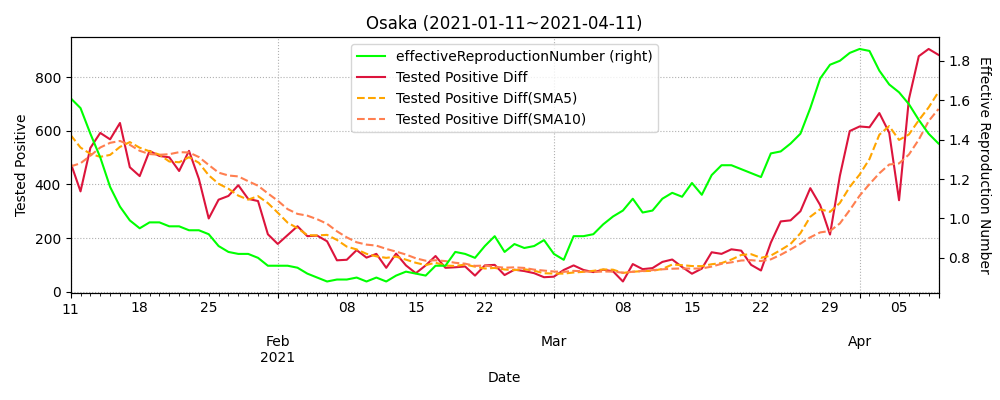 Osaka (2021-01-11~2021-04-11)
effectiveReproductionNumber (right)
Tested Positive Diff
Tested Positive Diff(SMA5)
Tested Positive Diff(SMA10)
Tested Positive
800
600
400
200
0
1.8
1.6
1.4
1.2
1.0
0.8
Effective Reproduction Number
11 18 25 08 15 22 08 15 22 29 05
Feb Mar Apr
2021
Date